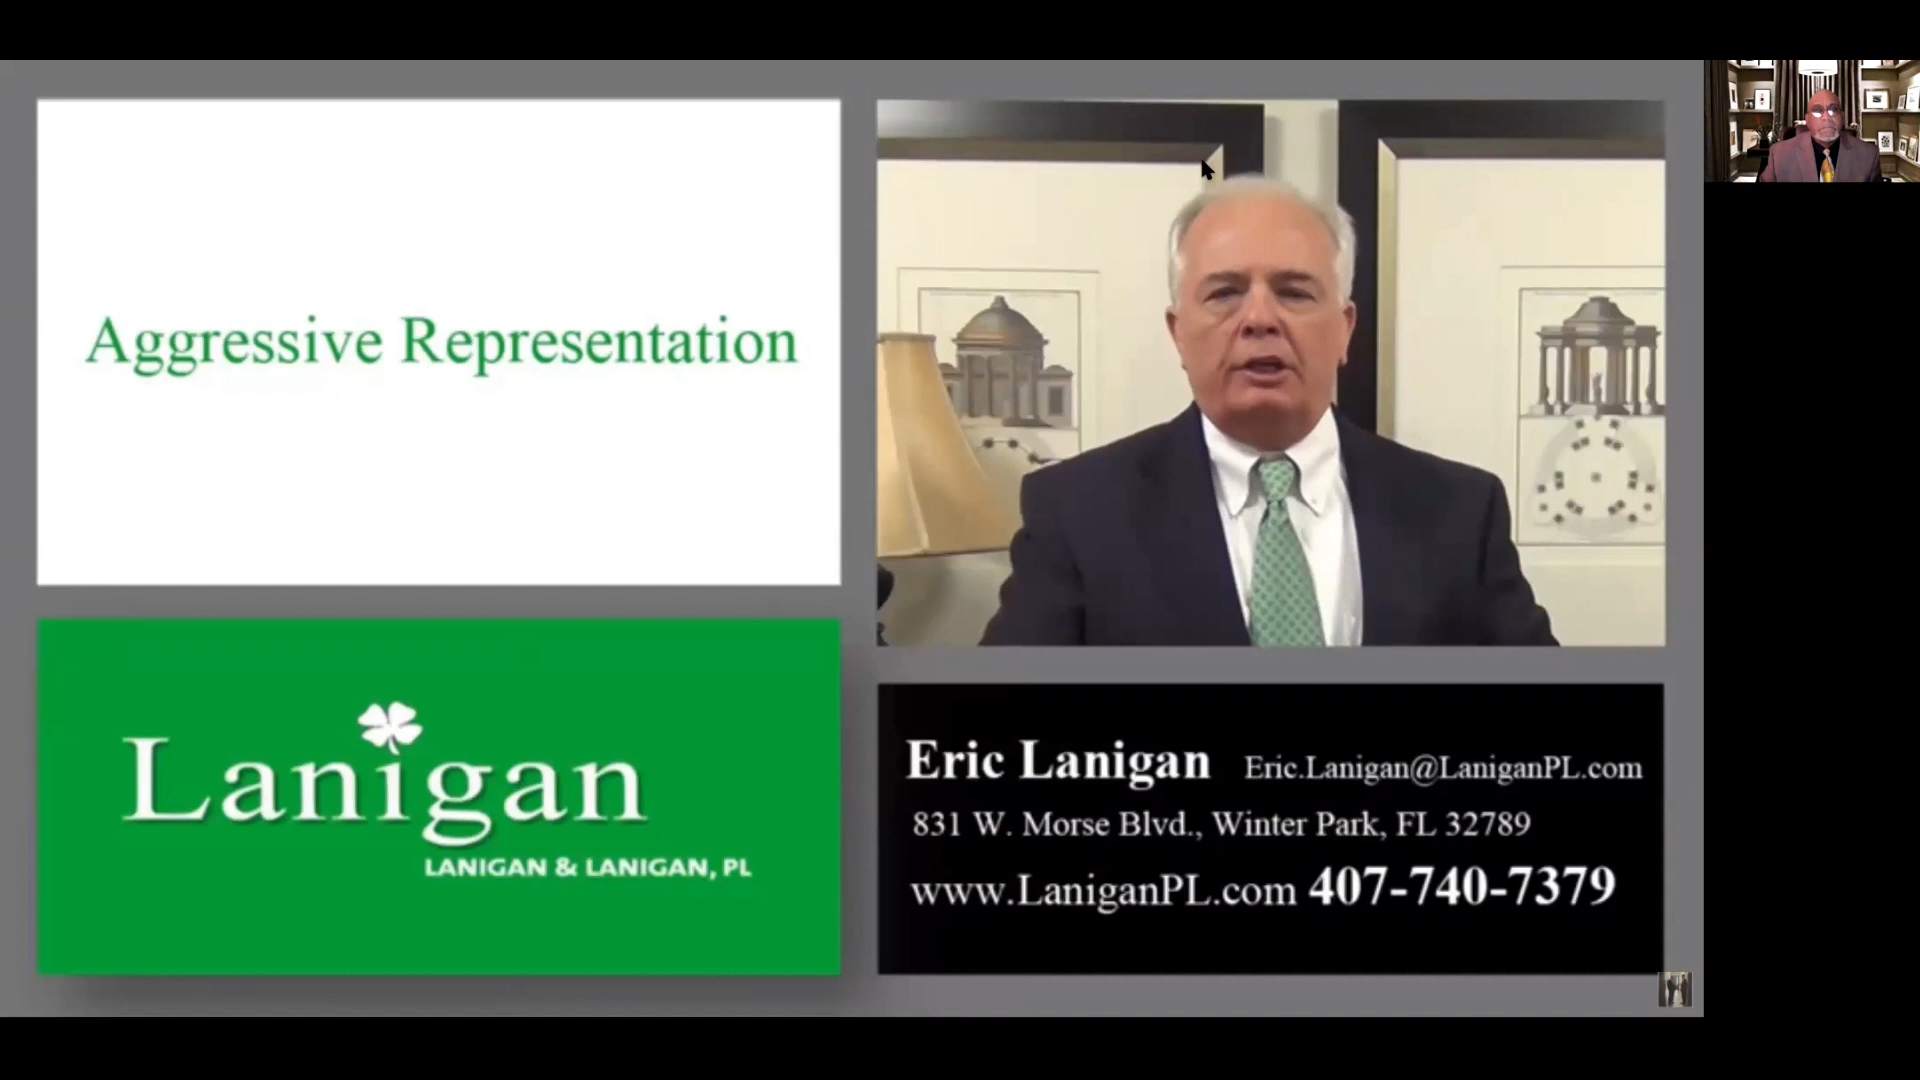 Aggressive Representation
Lanigan
LANIGAN & LANIGAN, PL
Eric Lanigan Eric.Lanigan@LaniganPL.com
831 W. Morse Blvd., Winter Park, FL 32789
www.LaniganPL.com 407-740-7379